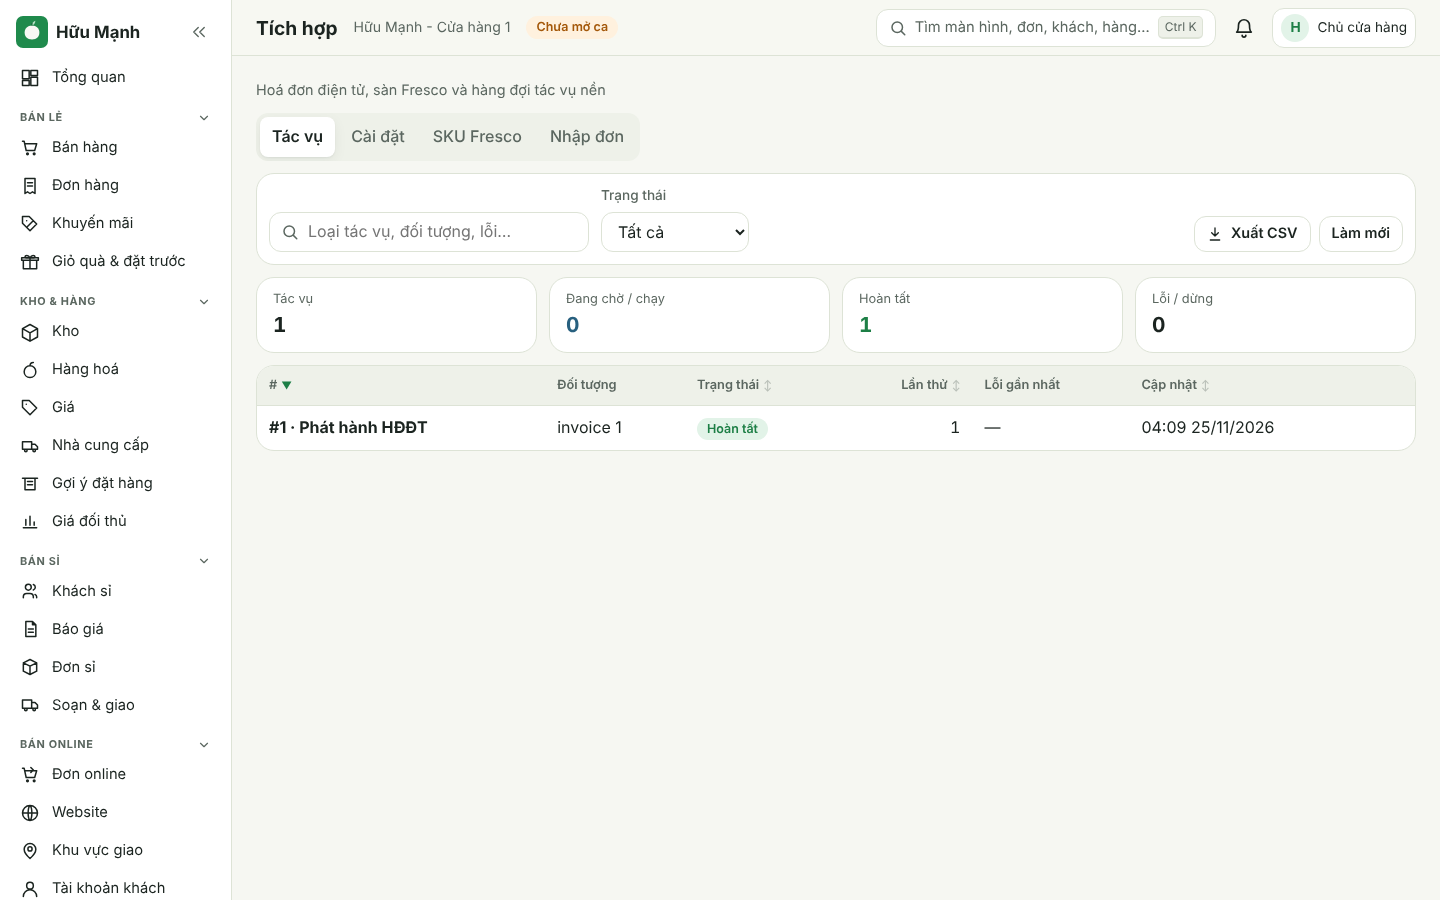 Hữu Mạnh
Tổng quan
BÁN LẺ
Bán hàng
Đơn hàng
Khuyến mãi
Giỏ quà & đặt trước
KHO & HÀNG
Kho
Hàng hoá
Giá
Nhà cung cấp
Gợi ý đặt hàng
Giá đối thủ
BÁN SỈ
Khách sỉ
Báo giá
Đơn sỉ
Soạn & giao
BÁN ONLINE
Đơn online
Website
Khu vực giao
Tài khoản khách
Tích hợp Hữu Mạnh - Cửa hàng 1 Chưa mở ca Tìm màn hình, đơn, khách, hàng... Ctrl K H Chủ cửa hàng
Hoá đơn điện tử, sàn Fresco và hàng đợi tác vụ nền
Tác vụ Cài đặt SKU Fresco Nhập đơn
Trạng thái
Loại tác vụ, đối tượng, lỗi... Tất cả Xuất CSV Làm mới
Tác vụ Đang chờ / chạy Hoàn tất Lỗi / dừng
1 0 1 0
# Đối tượng Trạng thái Lần thử Lỗi gần nhất Cập nhật
#1 · Phát hành HĐĐT invoice 1 Hoàn tất 1 — 04:09 25/11/2026